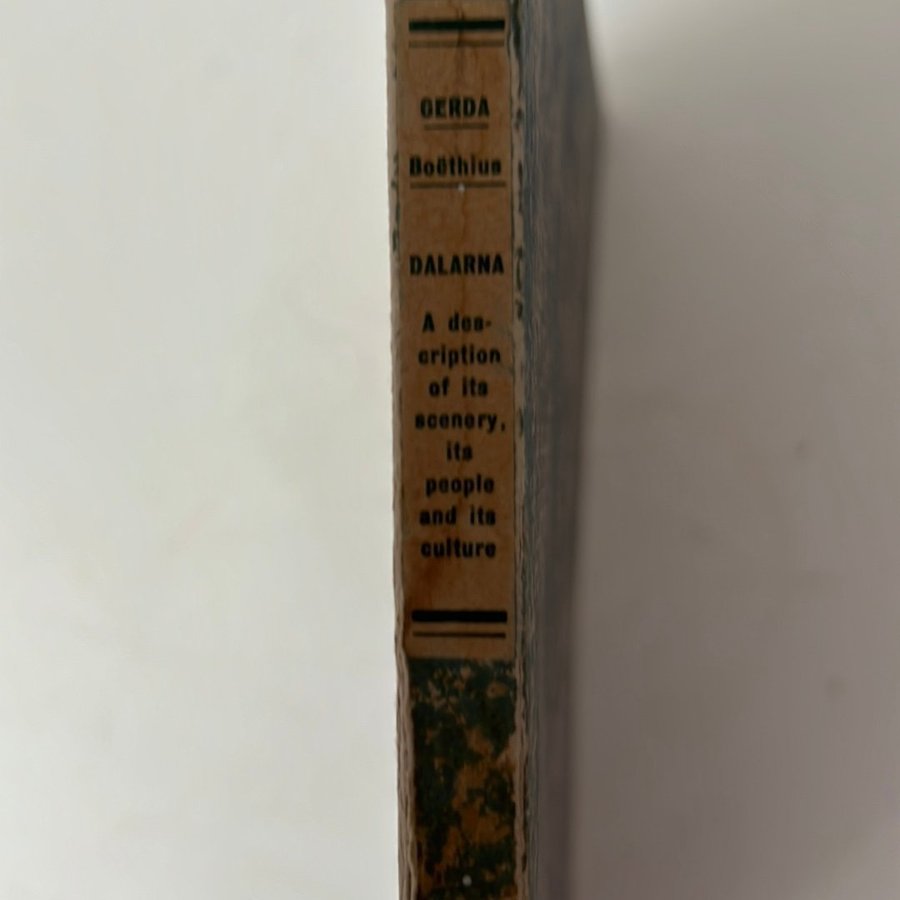 GERDA
Boëthius
DALARNA
A des-
cription
of its
scenery,
its
people
and its
culture